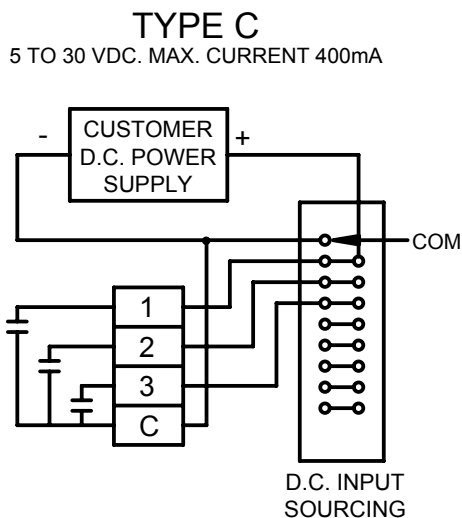 TYPE C
5 TO 30 VDC. MAX. CURRENT 400mA
- CUSTOMER +
D.C. POWER
SUPPLY
COM
1
2
3
C
D.C. INPUT
SOURCING